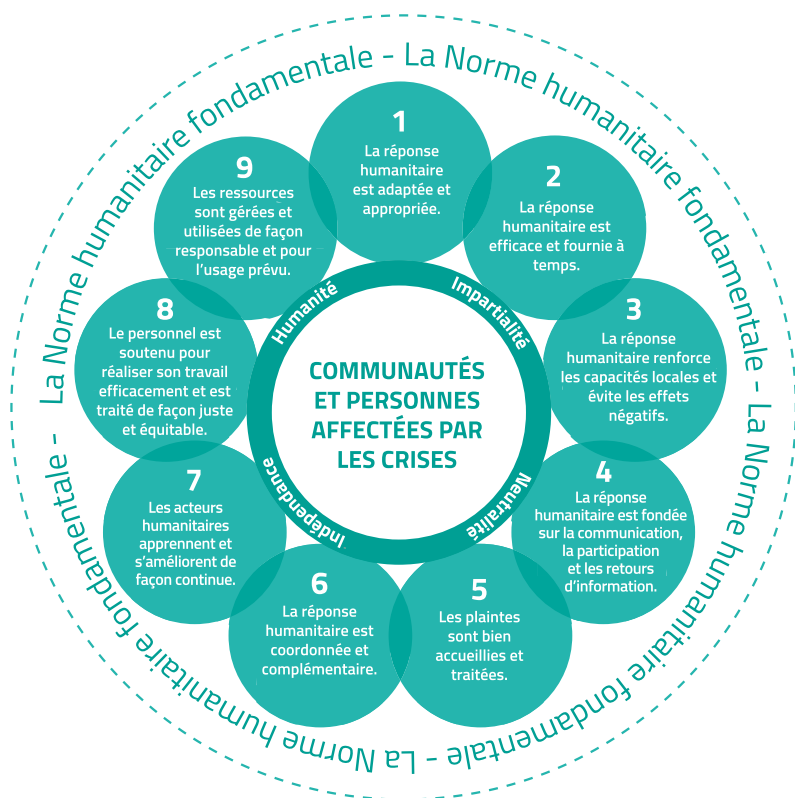 La Norme humanitaire fondamentale - La Norme humanitaire fondamentale - La Norme humanitaire fondamentale - La Norme humanitaire fondamentale -
1
La réponse
humanitaire
est adaptée et
appropriée.
2
La réponse
humanitaire est
efficace et fournie à
temps.
3
La réponse
humanitaire renforce
les capacités locales et
évite les effets
négatifs.
4
La réponse
humanitaire est fondée
sur la communication,
la participation
et les retours
d'information.
5
Les plaintes
sont bien
accueillies et
traitées.
6
La réponse
humanitaire est
coordonnée et
complémentaire.
7
Les acteurs
humanitaires
apprennent et
s'améliorent de
façon continue.
8
Le personnel est
soutenu pour
réaliser son travail
efficacement et est
traité de façon juste
et équitable.
9
Les ressources
sont gérées et
utilisées de façon
responsable et pour
l'usage prévu.
Humanité
Impartialité
Neutralité
Indépendance
COMMUNAUTÉS
ET PERSONNES
AFFECTÉES PAR
LES CRISES